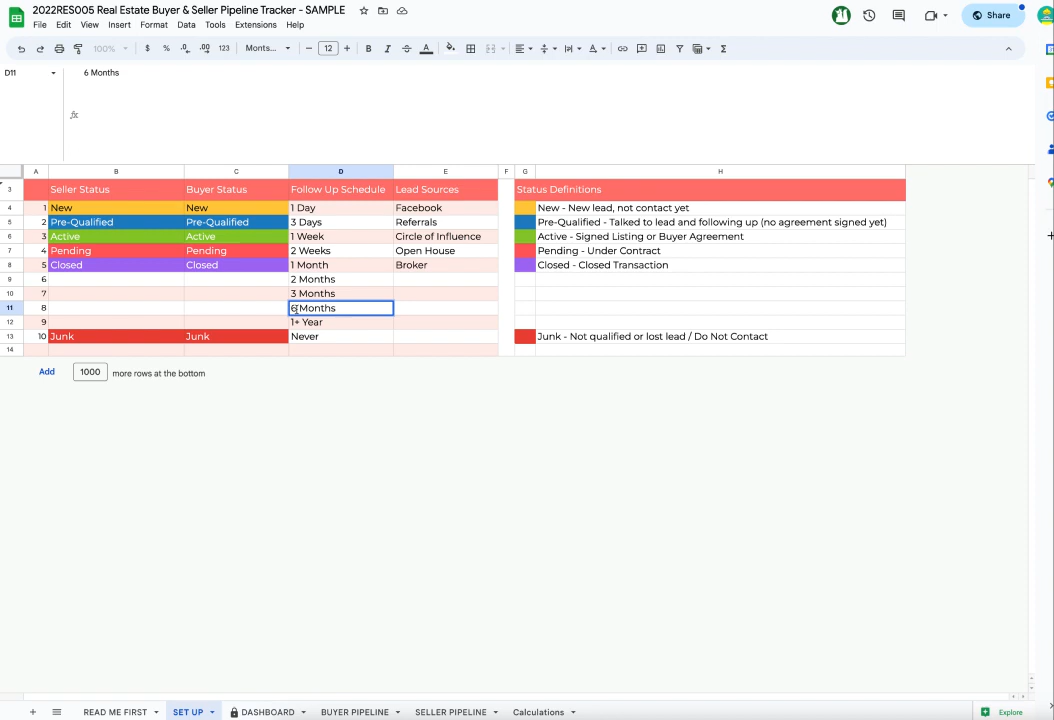 2022RES005 Real Estate Buyer & Seller Pipeline Tracker - SAMPLE
File Edit View Insert Format Data Tools Extensions Help
Share
100% $ % .0 .00 123 Monts... − 12 + B I A Σ
D11 6 Months
fx
A B C D E F G H
3 Seller Status Buyer Status Follow Up Schedule Lead Sources Status Definitions
4 1 New New 1 Day Facebook New - New lead, not contact yet
5 2 Pre-Qualified Pre-Qualified 3 Days Referrals Pre-Qualified - Talked to lead and following up (no agreement signed yet)
6 3 Active Active 1 Week Circle of Influence Active - Signed Listing or Buyer Agreement
7 4 Pending Pending 2 Weeks Open House Pending - Under Contract
8 5 Closed Closed 1 Month Broker Closed - Closed Transaction
9 6 2 Months
10 7 3 Months
11 8 6 Months
12 9 1+ Year
13 10 Junk Junk Never Junk - Not qualified or lost lead / Do Not Contact
14
Add 1000 more rows at the bottom
+ READ ME FIRST SET UP DASHBOARD BUYER PIPELINE SELLER PIPELINE Calculations Explore